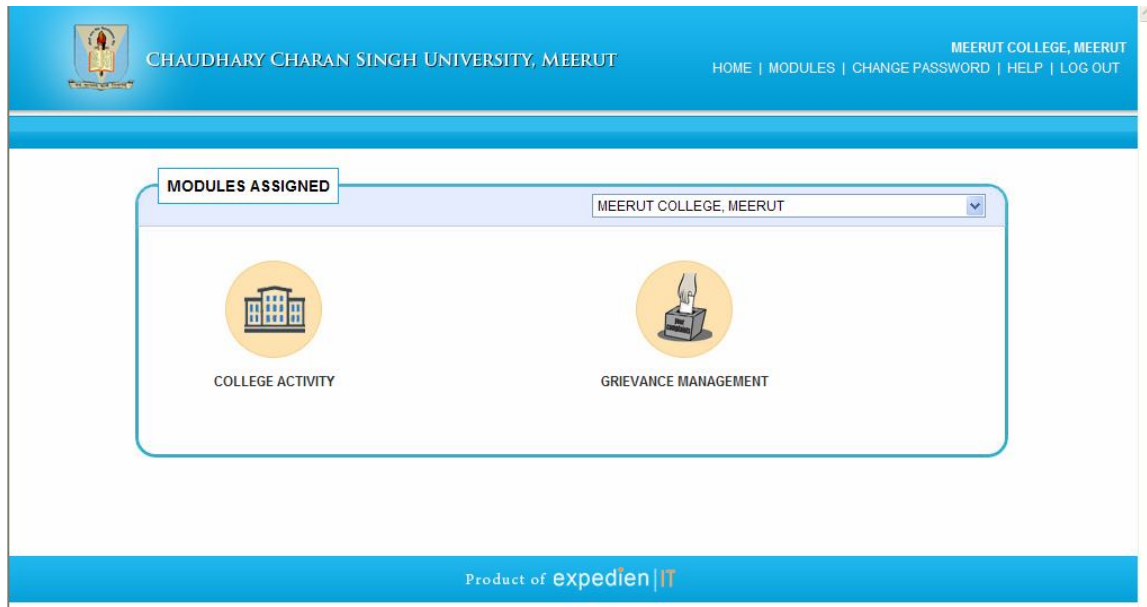 CHAUDHARY CHARAN SINGH UNIVERSITY, MEERUT
MEERUT COLLEGE, MEERUT
HOME | MODULES | CHANGE PASSWORD | HELP | LOG OUT
MODULES ASSIGNED
MEERUT COLLEGE, MEERUT
COLLEGE ACTIVITY
GRIEVANCE MANAGEMENT
Product of expedien|IT